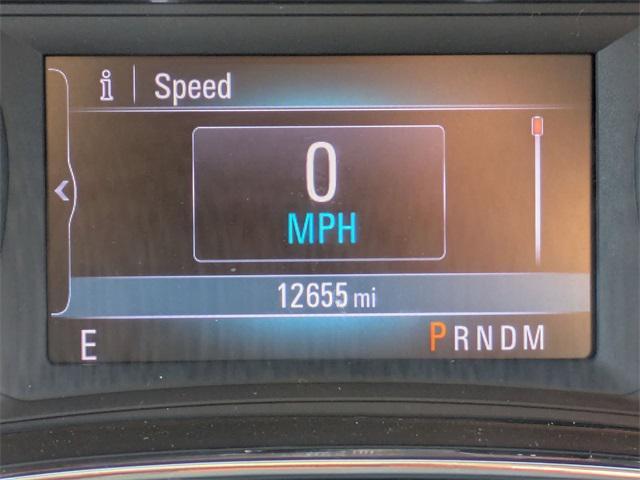 i Speed
0
MPH
12655 mi
E PRNDM